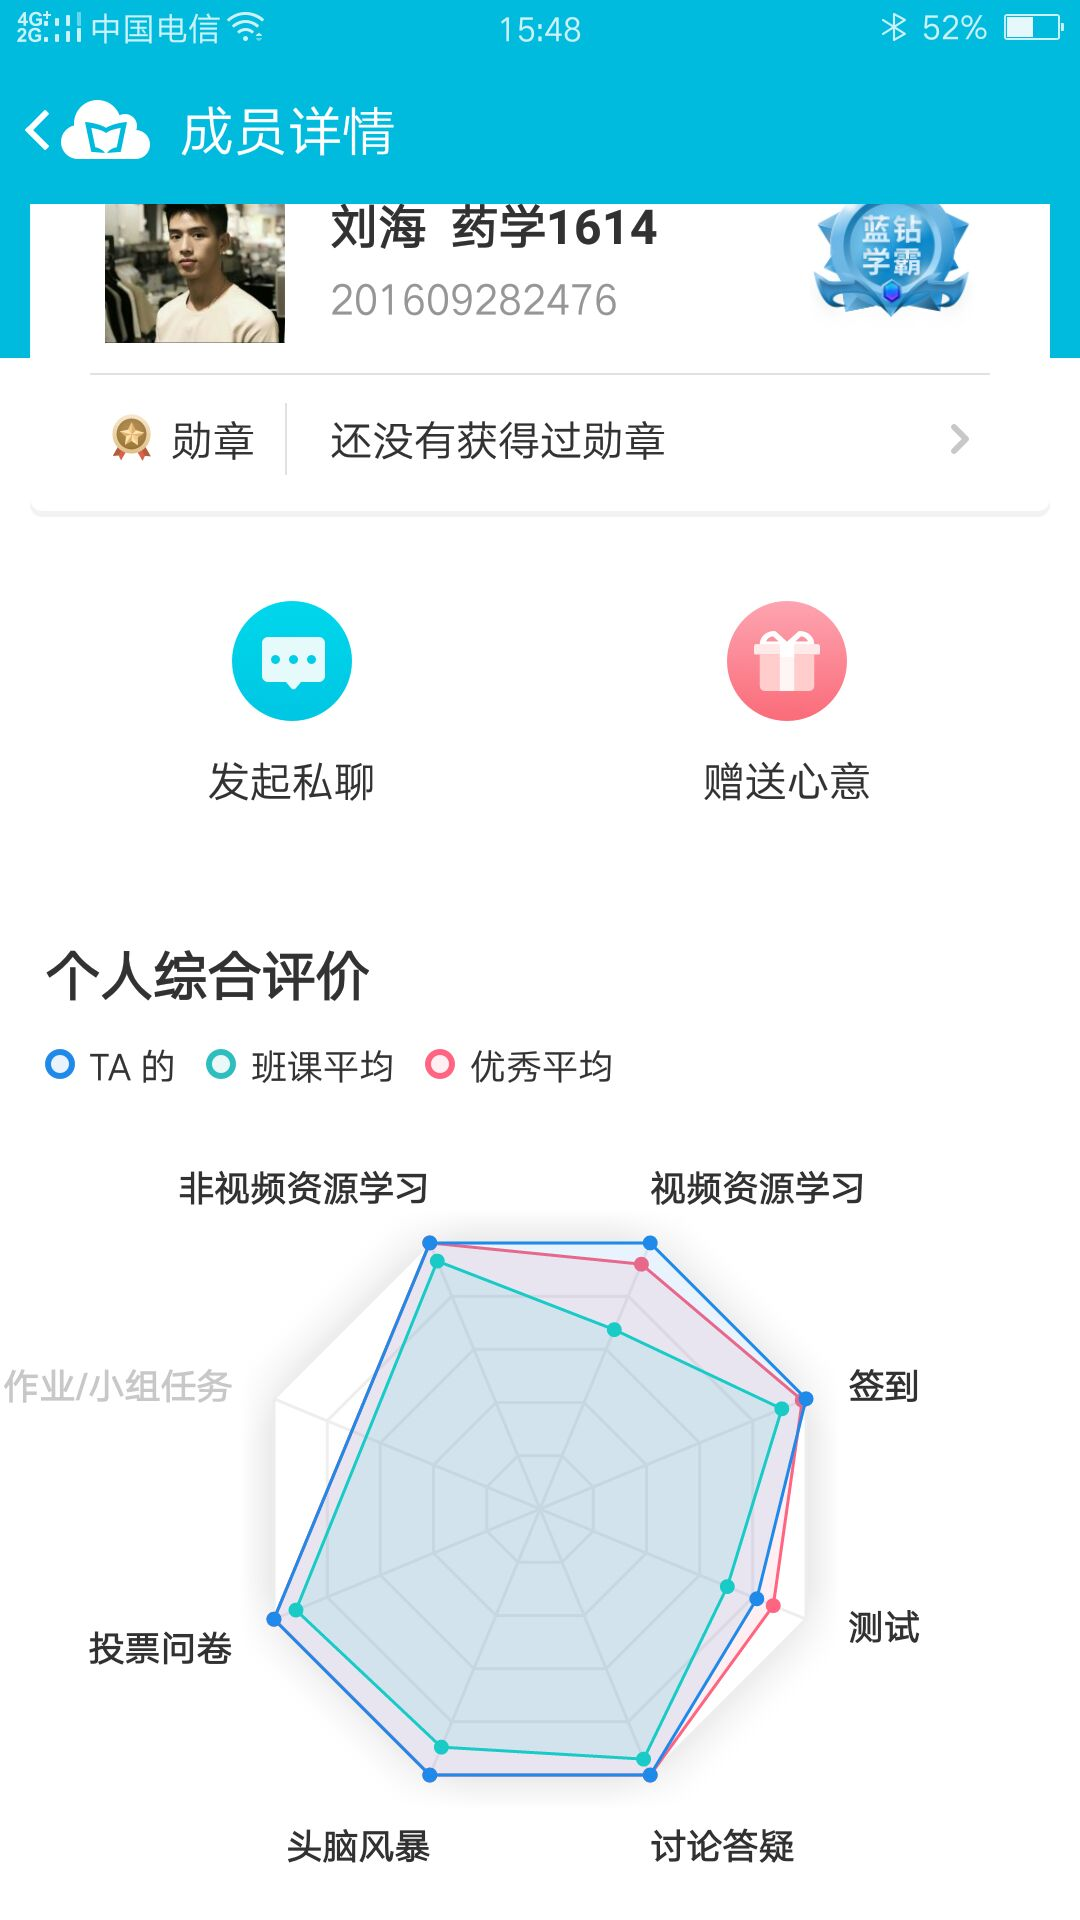 4G+ 2G 中国电信 15:48 52%
成员详情
刘海 药学1614
201609282476
蓝钻
学霸
勋章 还没有获得过勋章
发起私聊 赠送心意
个人综合评价
TA 的 班课平均 优秀平均
非视频资源学习 视频资源学习
作业/小组任务 签到
投票问卷 测试
头脑风暴 讨论答疑